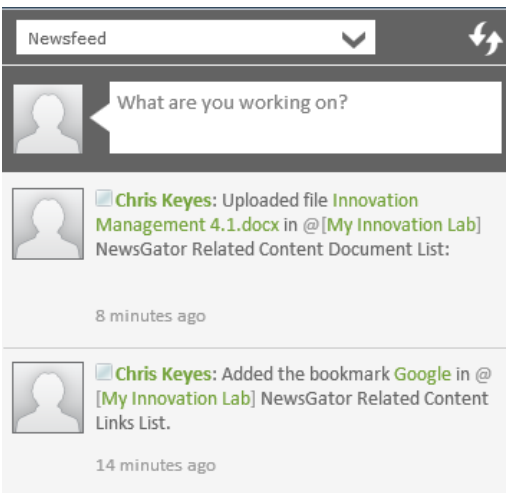 Newsfeed
What are you working on?
Chris Keyes: Uploaded file Innovation
Management 4.1.docx in @[My Innovation Lab]
NewsGator Related Content Document List:
8 minutes ago
Chris Keyes: Added the bookmark Google in @
[My Innovation Lab] NewsGator Related Content
Links List.
14 minutes ago